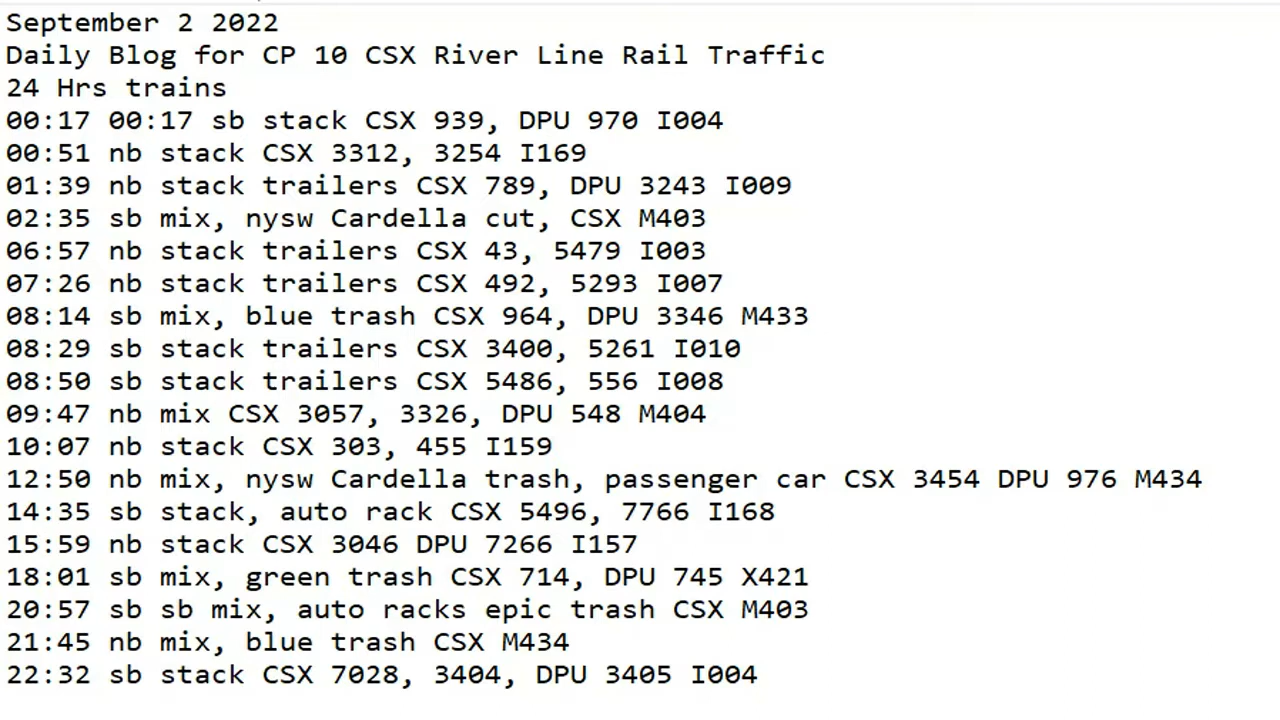 September 2 2022
Daily Blog for CP 10 CSX River Line Rail Traffic
24 Hrs trains
00:17 00:17 sb stack CSX 939, DPU 970 I004
00:51 nb stack CSX 3312, 3254 I169
01:39 nb stack trailers CSX 789, DPU 3243 I009
02:35 sb mix, nysw Cardella cut, CSX M403
06:57 nb stack trailers CSX 43, 5479 I003
07:26 nb stack trailers CSX 492, 5293 I007
08:14 sb mix, blue trash CSX 964, DPU 3346 M433
08:29 sb stack trailers CSX 3400, 5261 I010
08:50 sb stack trailers CSX 5486, 556 I008
09:47 nb mix CSX 3057, 3326, DPU 548 M404
10:07 nb stack CSX 303, 455 I159
12:50 nb mix, nysw Cardella trash, passenger car CSX 3454 DPU 976 M434
14:35 sb stack, auto rack CSX 5496, 7766 I168
15:59 nb stack CSX 3046 DPU 7266 I157
18:01 sb mix, green trash CSX 714, DPU 745 X421
20:57 sb sb mix, auto racks epic trash CSX M403
21:45 nb mix, blue trash CSX M434
22:32 sb stack CSX 7028, 3404, DPU 3405 I004